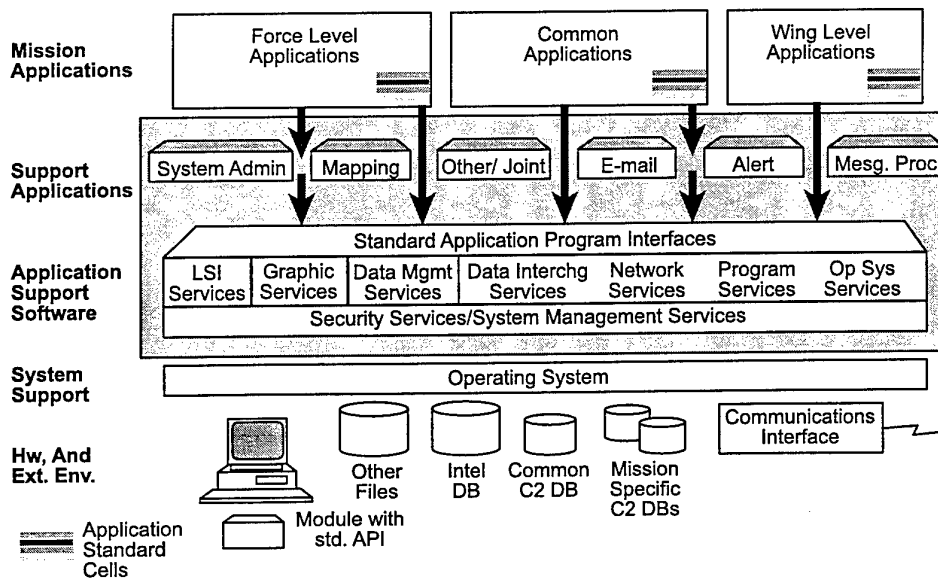 Mission
Applications
Force Level
Applications
Common
Applications
Wing Level
Applications
Support
Applications
System Admin
Mapping
Other/ Joint
E-mail
Alert
Mesg. Proc
Standard Application Program Interfaces
Application
Support
Software
LSI
Services
Graphic
Services
Data Mgmt
Services
Data Interchg
Services
Network
Services
Program
Services
Op Sys
Services
Security Services/System Management Services
System
Support
Operating System
Hw, And
Ext. Env.
Other
Files
Intel
DB
Common
C2 DB
Mission
Specific
C2 DBs
Communications
Interface
Application
Standard
Cells
Module with
std. API